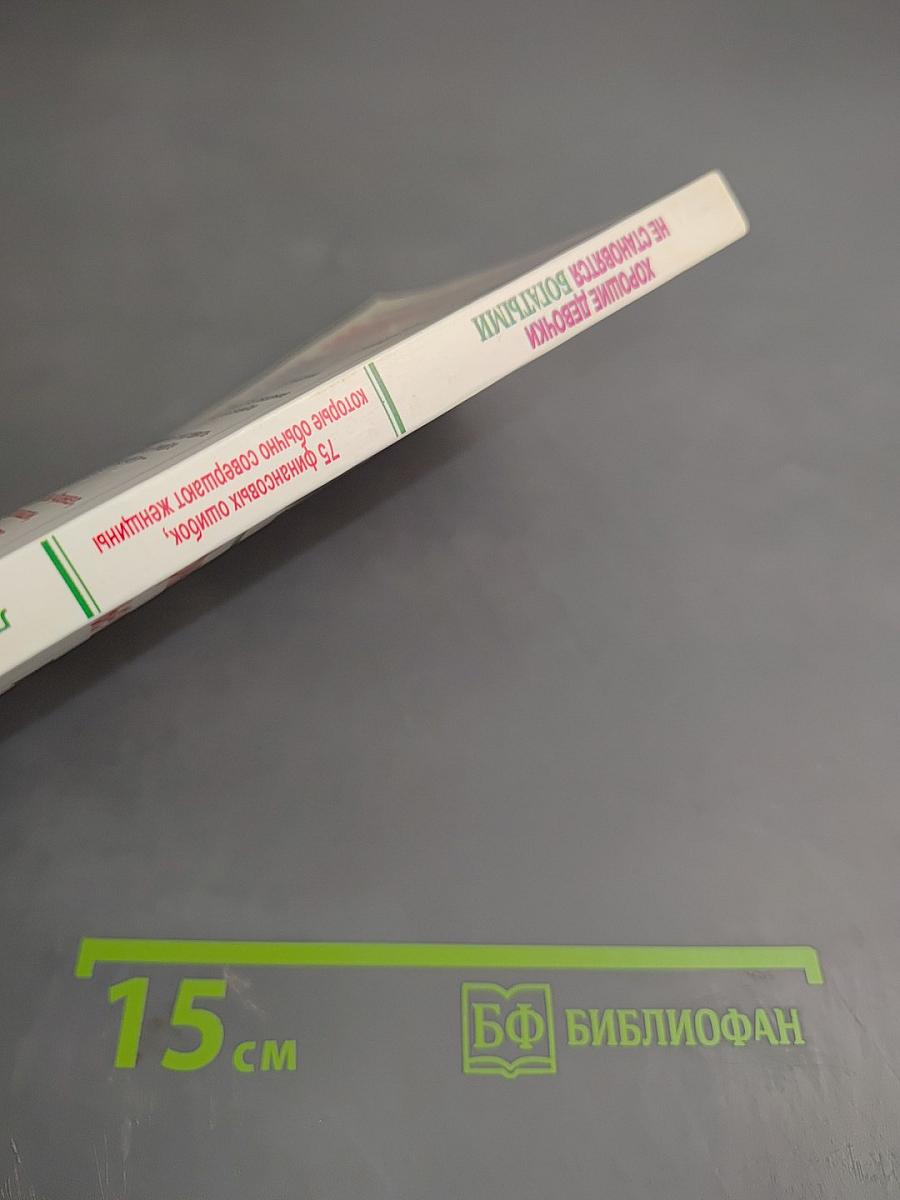 ХОРОШИЕ ДЕВОЧКИ
НЕ СТАНОВЯТСЯ БОГАТЫМИ
75 финансовых ошибок,
которые обычно совершают женщины
15 см
БФ БИБЛИОФАН